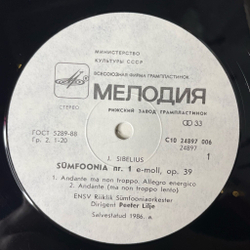 МИНИСТЕРСТВО
КУЛЬТУРЫ СССР
ВСЕСОЮЗНАЯ ФИРМА ГРАМПЛАСТИНОК
СТЕРЕО
МЕЛОДИЯ
РИЖСКИЙ ЗАВОД ГРАМПЛАСТИНОК
33
ГОСТ 5289-88
Гр. 2. 1-20
С10 24897 006
24897
1
J. SIBELIUS
SÜMFOONIA nr. 1 e-moll, op. 39
1. Andante ma non troppo. Allegro energico
2. Andante (ma non troppo lento)
ENSV Riiklik Sümfooniaorkester
Dirigent Peeter Lilje
Salvestatud 1986. a.